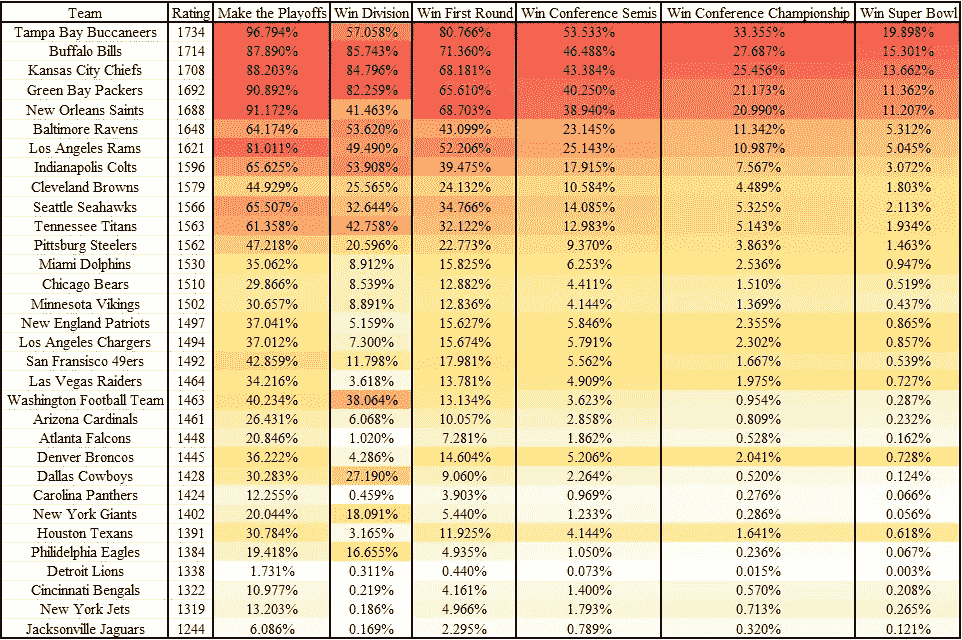 Team Rating Make the Playoffs Win Division Win First Round Win Conference Semis Win Conference Championship Win Super Bowl
Tampa Bay Buccaneers 1734 96.794% 57.058% 80.766% 53.533% 33.355% 19.898%
Buffalo Bills 1714 87.890% 85.743% 71.360% 46.488% 27.687% 15.301%
Kansas City Chiefs 1708 88.203% 84.796% 68.181% 43.384% 25.456% 13.662%
Green Bay Packers 1692 90.892% 82.259% 65.610% 40.250% 21.173% 11.362%
New Orleans Saints 1688 91.172% 41.463% 68.703% 38.940% 20.990% 11.207%
Baltimore Ravens 1648 64.174% 53.620% 43.099% 23.145% 11.342% 5.312%
Los Angeles Rams 1621 81.011% 49.490% 52.206% 25.143% 10.987% 5.045%
Indianapolis Colts 1596 65.625% 53.908% 39.475% 17.915% 7.567% 3.072%
Cleveland Browns 1579 44.929% 25.565% 24.132% 10.584% 4.489% 1.803%
Seattle Seahawks 1566 65.507% 32.644% 34.766% 14.085% 5.325% 2.113%
Tennessee Titans 1563 61.358% 42.758% 32.122% 12.983% 5.143% 1.934%
Pittsburg Steelers 1562 47.218% 20.596% 22.773% 9.370% 3.863% 1.463%
Miami Dolphins 1530 35.062% 8.912% 15.825% 6.253% 2.536% 0.947%
Chicago Bears 1510 29.866% 8.539% 12.882% 4.411% 1.510% 0.519%
Minnesota Vikings 1502 30.657% 8.891% 12.836% 4.144% 1.369% 0.437%
New England Patriots 1497 37.041% 5.159% 15.627% 5.846% 2.355% 0.865%
Los Angeles Chargers 1494 37.012% 7.300% 15.674% 5.791% 2.302% 0.857%
San Fransisco 49ers 1492 42.859% 11.798% 17.981% 5.562% 1.667% 0.539%
Las Vegas Raiders 1464 34.216% 3.618% 13.781% 4.909% 1.975% 0.727%
Washington Football Team 1463 40.234% 38.064% 13.134% 3.623% 0.954% 0.287%
Arizona Cardinals 1461 26.431% 6.068% 10.057% 2.858% 0.809% 0.232%
Atlanta Falcons 1448 20.846% 1.020% 7.281% 1.862% 0.528% 0.162%
Denver Broncos 1445 36.222% 4.286% 14.604% 5.206% 2.041% 0.728%
Dallas Cowboys 1428 30.283% 27.190% 9.060% 2.264% 0.520% 0.124%
Carolina Panthers 1424 12.255% 0.459% 3.903% 0.969% 0.276% 0.066%
New York Giants 1402 20.044% 18.091% 5.440% 1.233% 0.286% 0.056%
Houston Texans 1391 30.784% 3.165% 11.925% 4.144% 1.641% 0.618%
Philidelphia Eagles 1384 19.418% 16.655% 4.935% 1.050% 0.236% 0.067%
Detroit Lions 1338 1.731% 0.311% 0.440% 0.073% 0.015% 0.003%
Cincinnati Bengals 1322 10.977% 0.219% 4.161% 1.400% 0.570% 0.208%
New York Jets 1319 13.203% 0.186% 4.966% 1.793% 0.713% 0.265%
Jacksonville Jaguars 1244 6.086% 0.169% 2.295% 0.789% 0.320% 0.121%